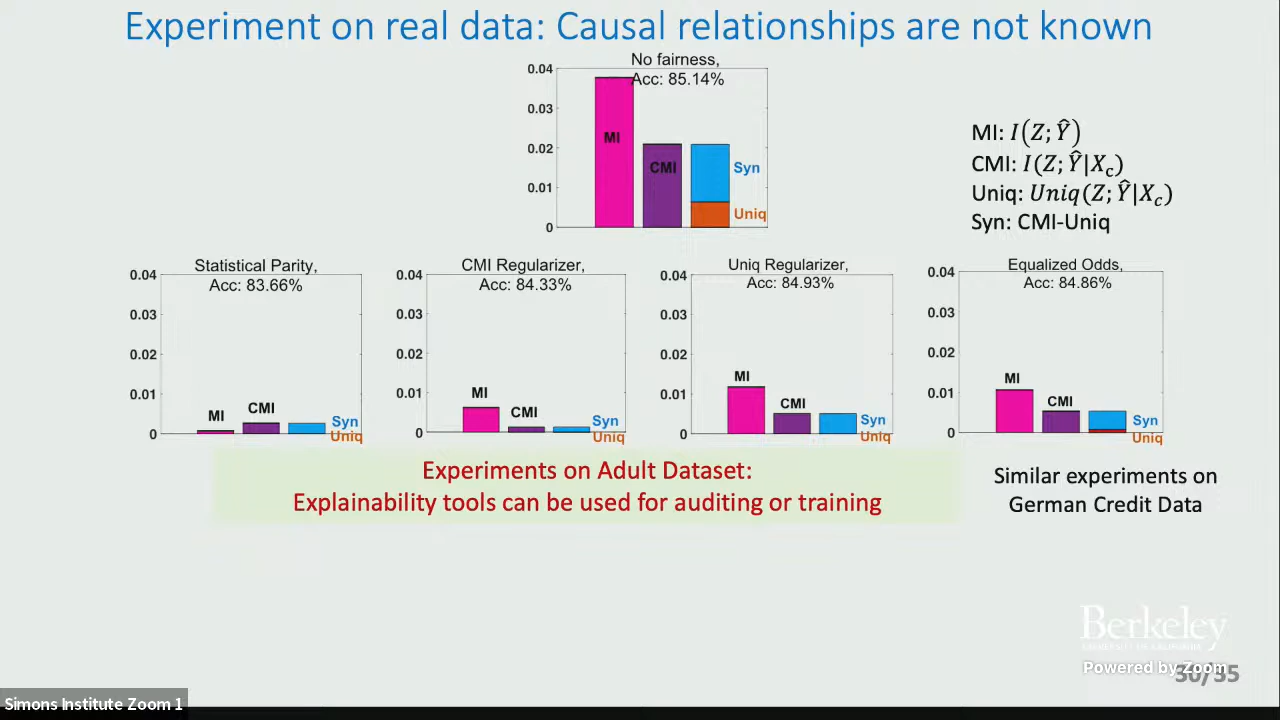 Experiment on real data: Causal relationships are not known
No fairness,
Acc: 85.14%
0.04
0.03
0.02
0.01
0
MI
CMI
Syn
Uniq
MI: I(Z; Ŷ)
CMI: I(Z; Ŷ|X_c)
Uniq: Uniq(Z; Ŷ|X_c)
Syn: CMI-Uniq
Statistical Parity,
Acc: 83.66%
0.04
0.03
0.02
0.01
0
MI
CMI
Syn
Uniq
CMI Regularizer,
Acc: 84.33%
0.04
0.03
0.02
0.01
0
MI
CMI
Syn
Uniq
Uniq Regularizer,
Acc: 84.93%
0.04
0.03
0.02
0.01
0
MI
CMI
Syn
Uniq
Equalized Odds,
Acc: 84.86%
0.04
0.03
0.02
0.01
0
MI
CMI
Syn
Uniq
Experiments on Adult Dataset:
Explainability tools can be used for auditing or training
Similar experiments on
German Credit Data
Berkeley
UNIVERSITY OF CALIFORNIA
Powered by Zoom
30/35
Simons Institute Zoom 1